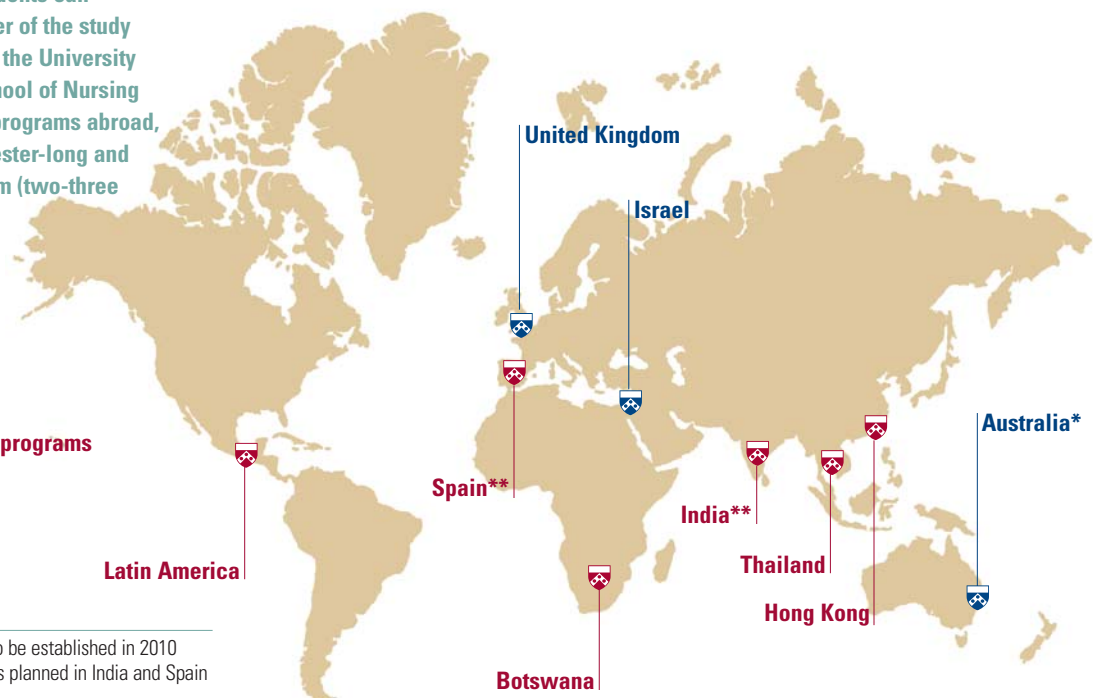 er of the study
the University
ool of Nursing
programs abroad,
ester-long and
m (two-three
United Kingdom
Israel
Australia*
programs
Spain**
India**
Thailand
Latin America
Hong Kong
Botswana
o be established in 2010
s planned in India and Spain